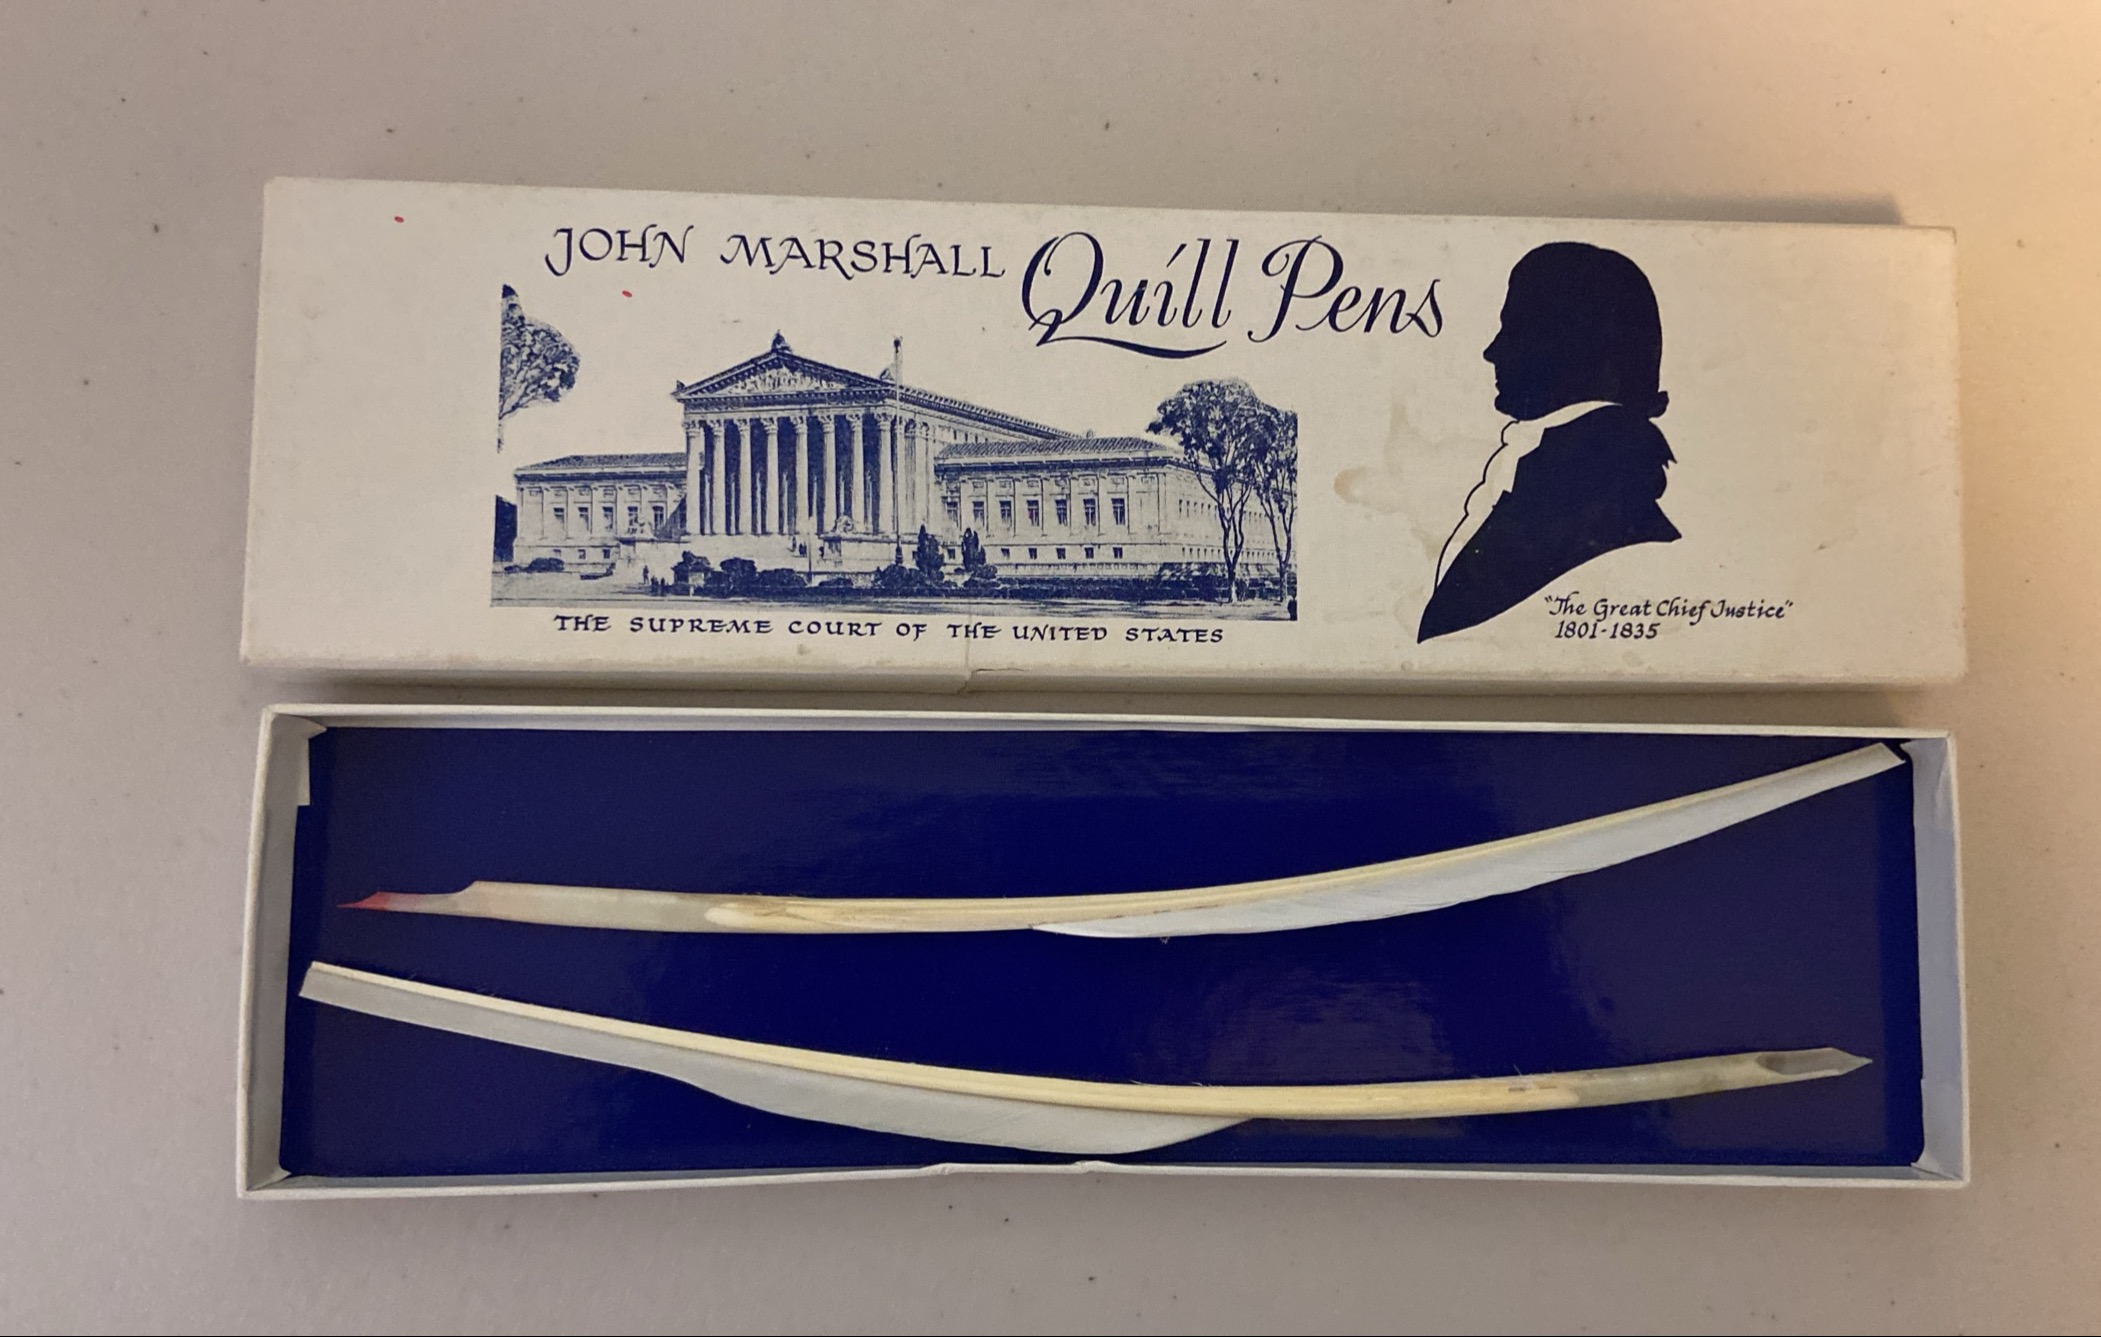 JOHN MARSHALL Quill Pens
THE SUPREME COURT OF THE UNITED STATES
"The Great Chief Justice"
1801-1835